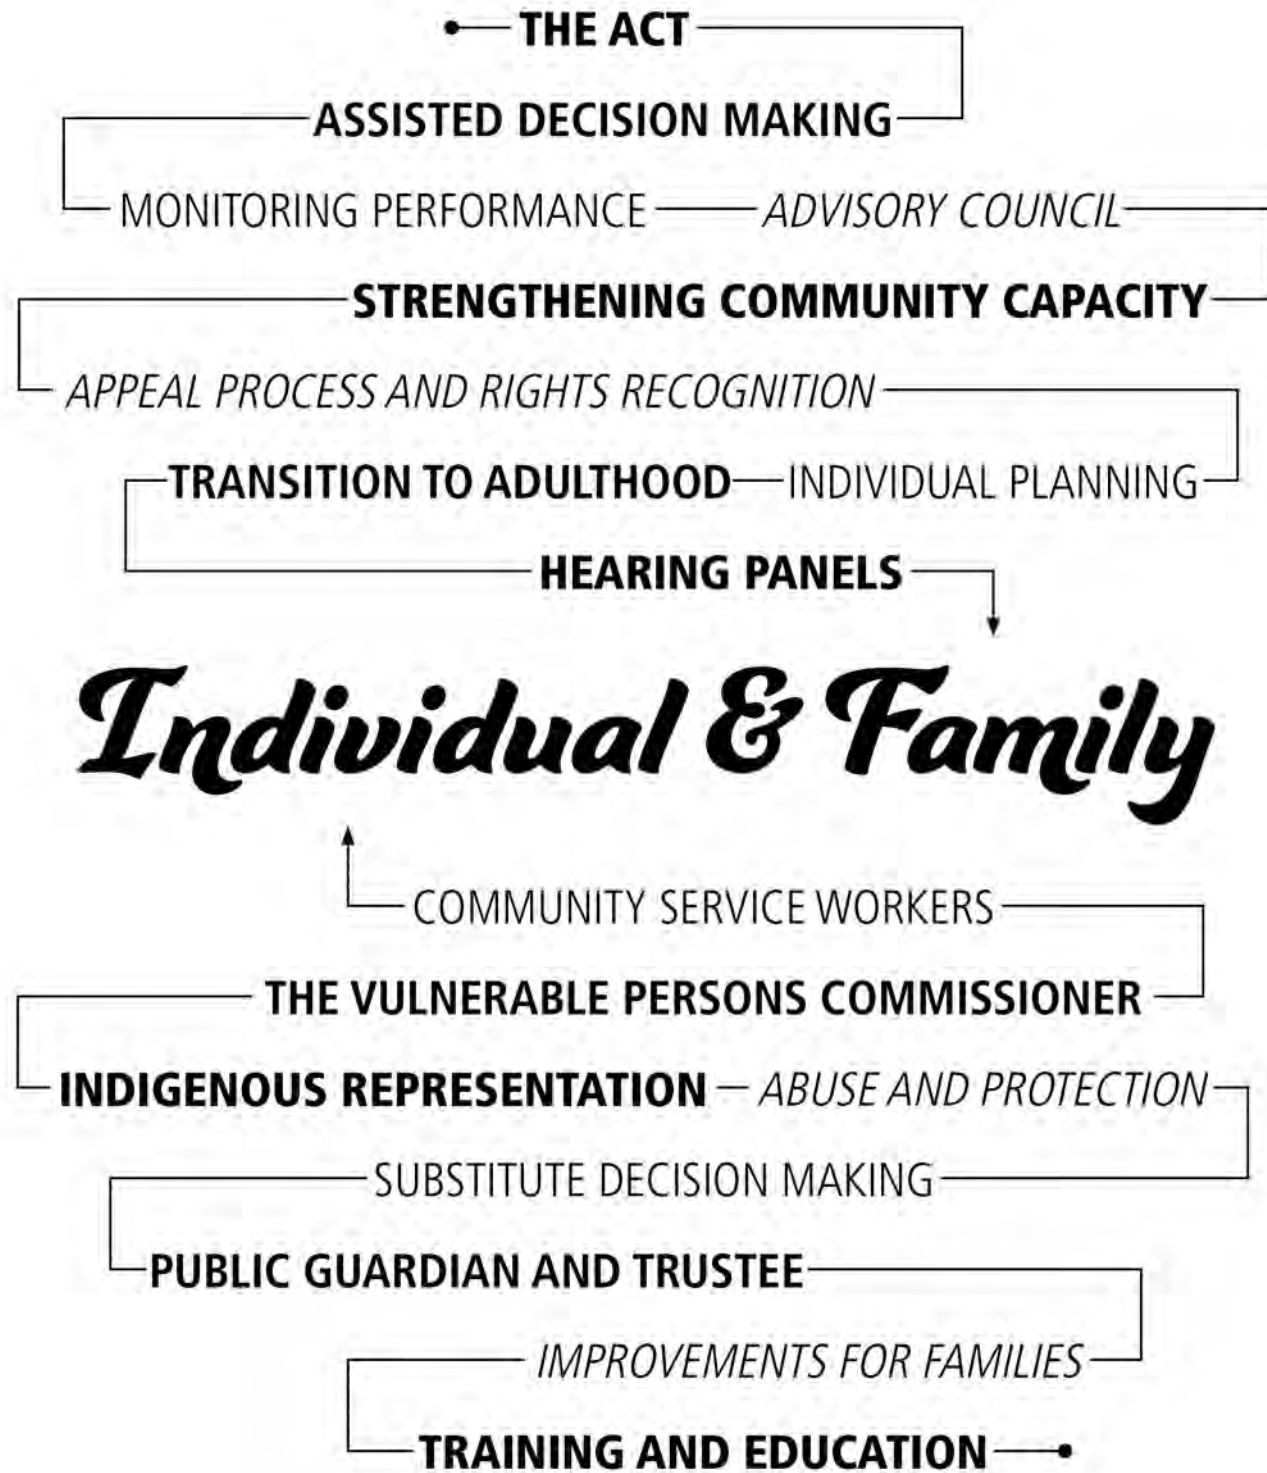 THE ACT
ASSISTED DECISION MAKING
MONITORING PERFORMANCE ADVISORY COUNCIL
STRENGTHENING COMMUNITY CAPACITY
APPEAL PROCESS AND RIGHTS RECOGNITION
TRANSITION TO ADULTHOOD INDIVIDUAL PLANNING
HEARING PANELS
Individual & Family
COMMUNITY SERVICE WORKERS
THE VULNERABLE PERSONS COMMISSIONER
INDIGENOUS REPRESENTATION ABUSE AND PROTECTION
SUBSTITUTE DECISION MAKING
PUBLIC GUARDIAN AND TRUSTEE
IMPROVEMENTS FOR FAMILIES
TRAINING AND EDUCATION